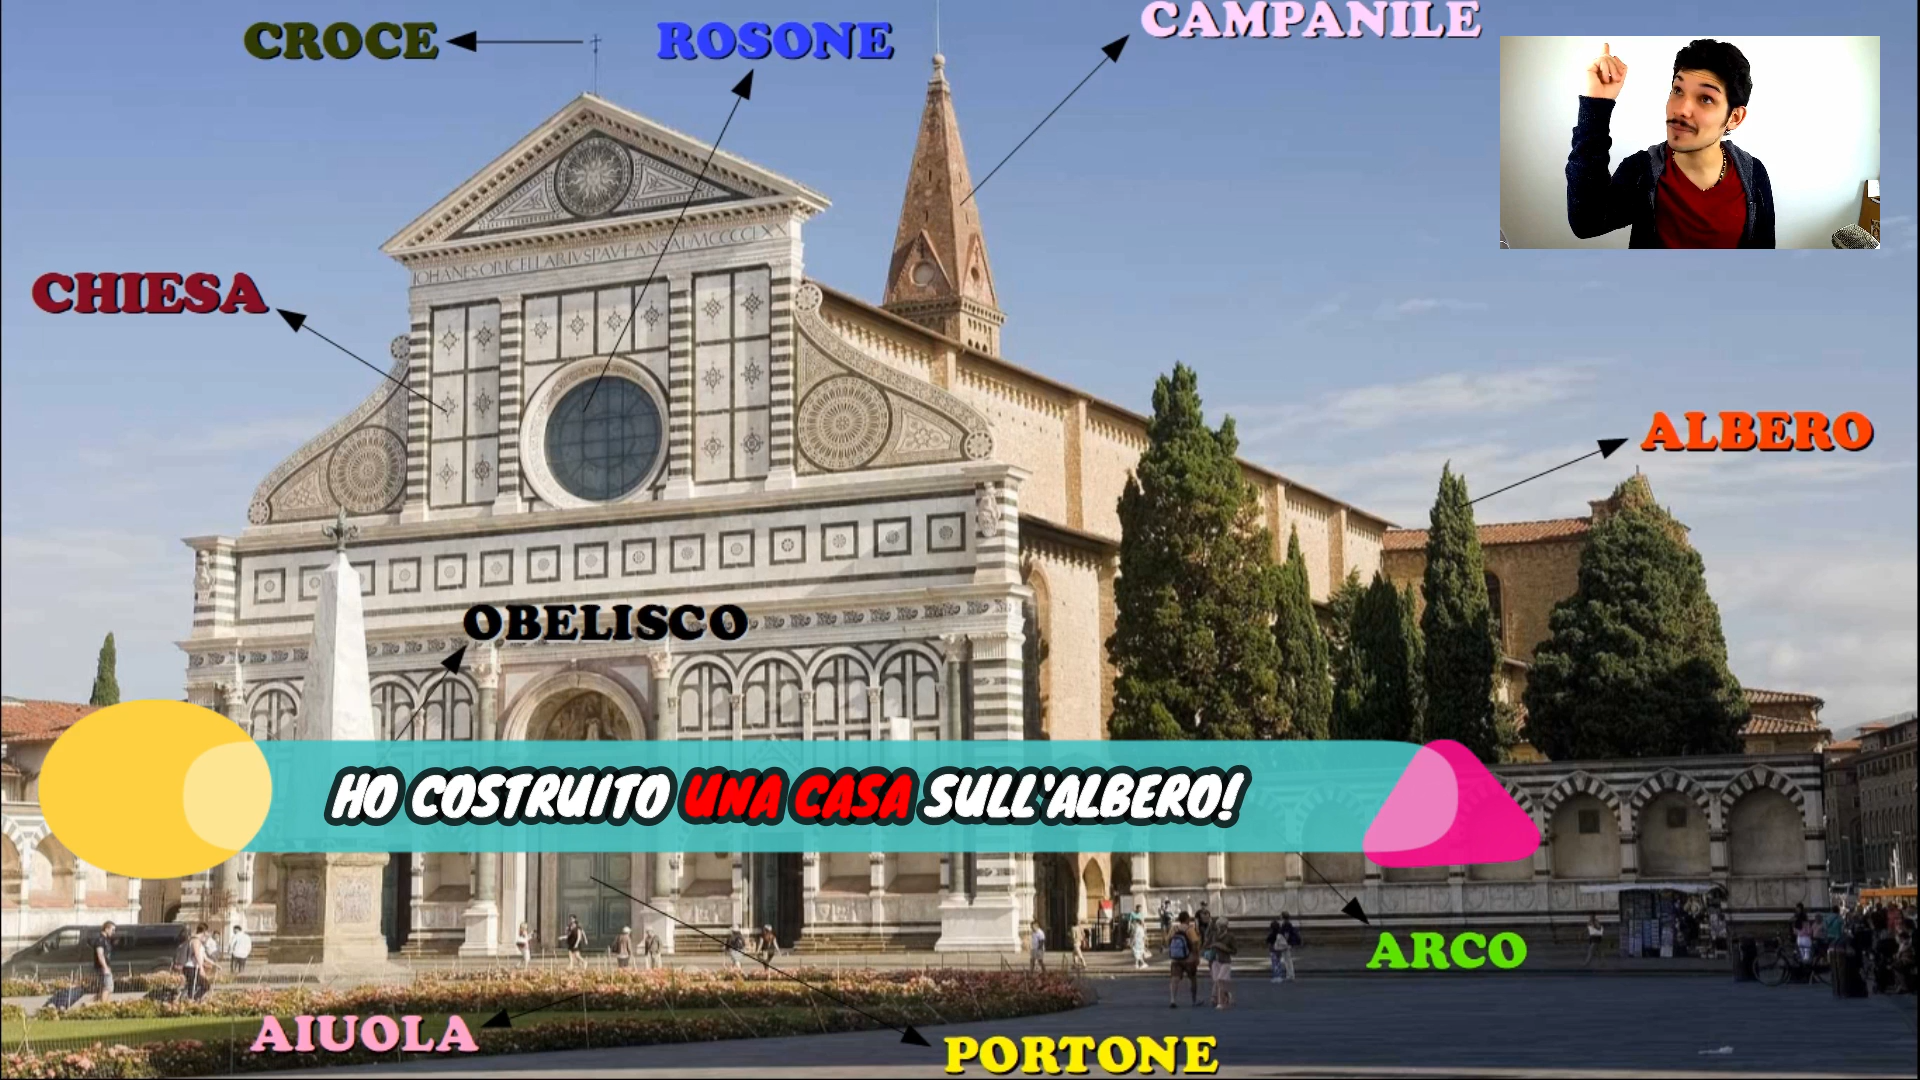 CAMPANILE
CROCE
ROSONE
CHIESA
ALBERO
OBELISCO
HO COSTRUITO UNA CASA SULL'ALBERO!
ARCO
AIUOLA
PORTONE